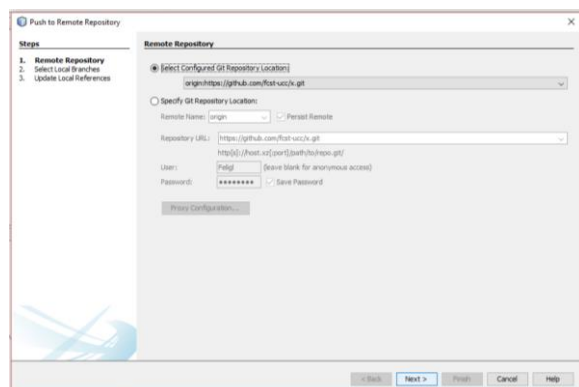 Push to Remote Repository
Steps
1. Remote Repository
2. Select Local Branches
3. Update Local References
Remote Repository
Select Configured Git Repository Location:
origin:https://github.com/fcst-ucc/x.git
Specify Git Repository Location:
Remote Name: origin Persist Remote
Repository URL: https://github.com/fcst-ucc/x.git
http[s]://host.xz[:port]/path/to/repo.git/
User: Feligl (leave blank for anonymous access)
Password: ******** Save Password
Proxy Configuration...
< Back Next > Finish Cancel Help